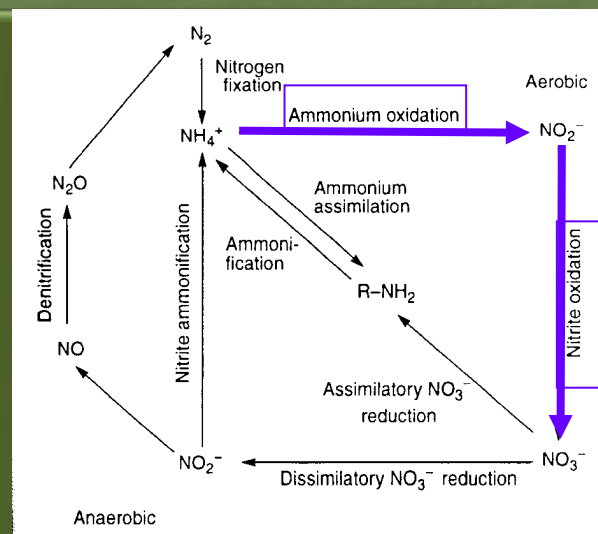 N₂
Nitrogen
fixation
Aerobic
Ammonium oxidation
NH₄⁺
NO₂⁻
N₂O
Ammonium
assimilation
Denitrification
Nitrite ammonification
Ammoni-
fication
Nitrite oxidation
R–NH₂
NO
Assimilatory NO₃⁻
reduction
NO₂⁻
NO₃⁻
Dissimilatory NO₃⁻ reduction
Anaerobic